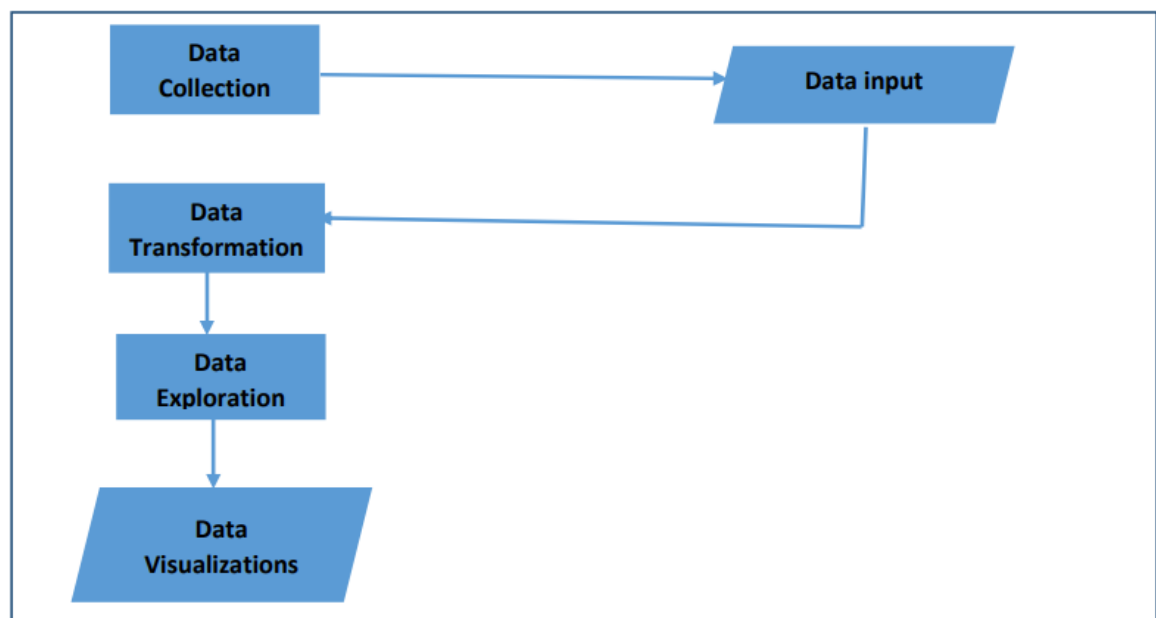 Data
Collection
Data input
Data
Transformation
Data
Exploration
Data
Visualizations